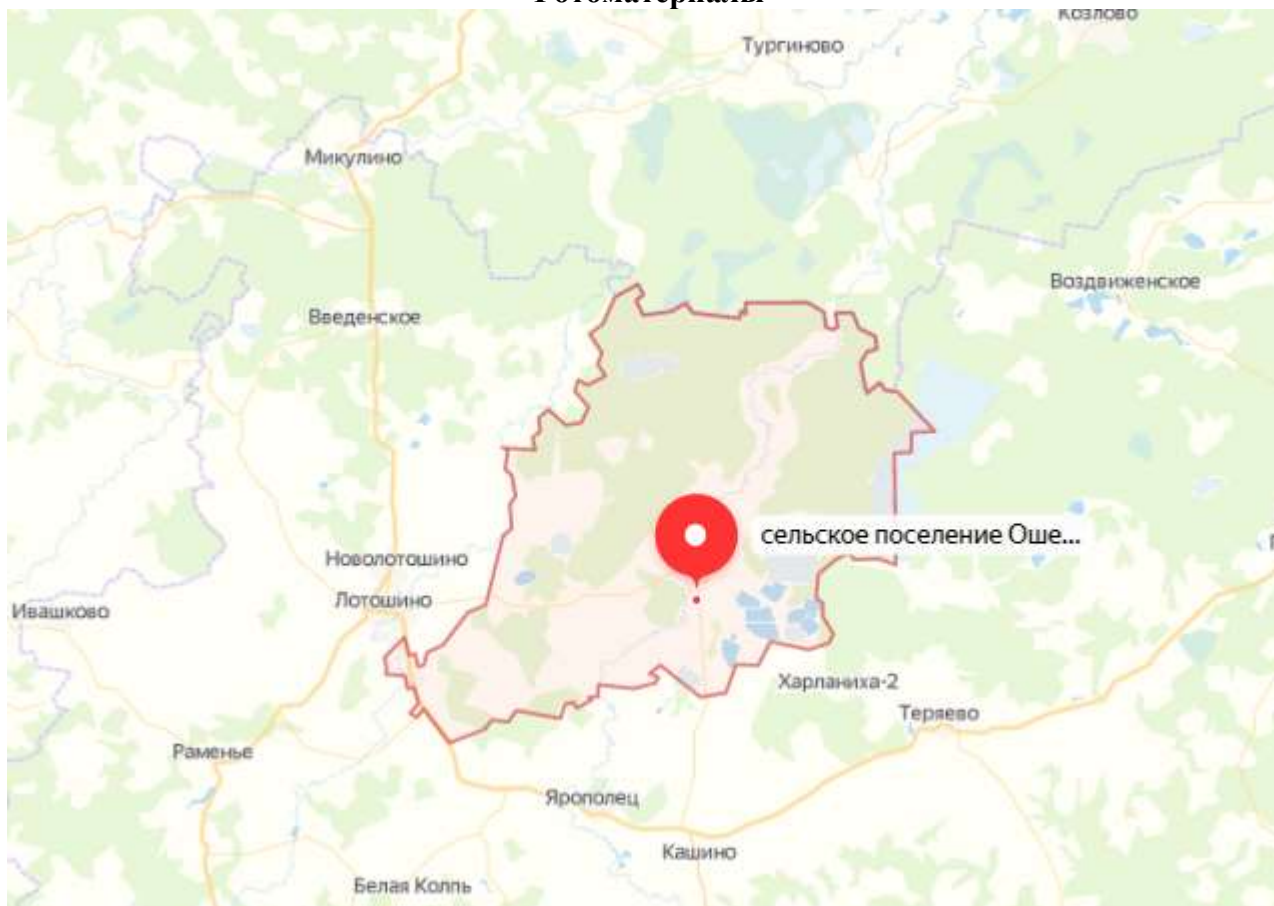 Фотоматериалы
Козлово
Тургиново
Микулино
Воздвиженское
Введенское
сельское поселение Оше...
Новолотошино
Лотошино
Ивашково
Харланиха-2
Теряево
Раменье
Ярополец
Кашино
Белая Колпь